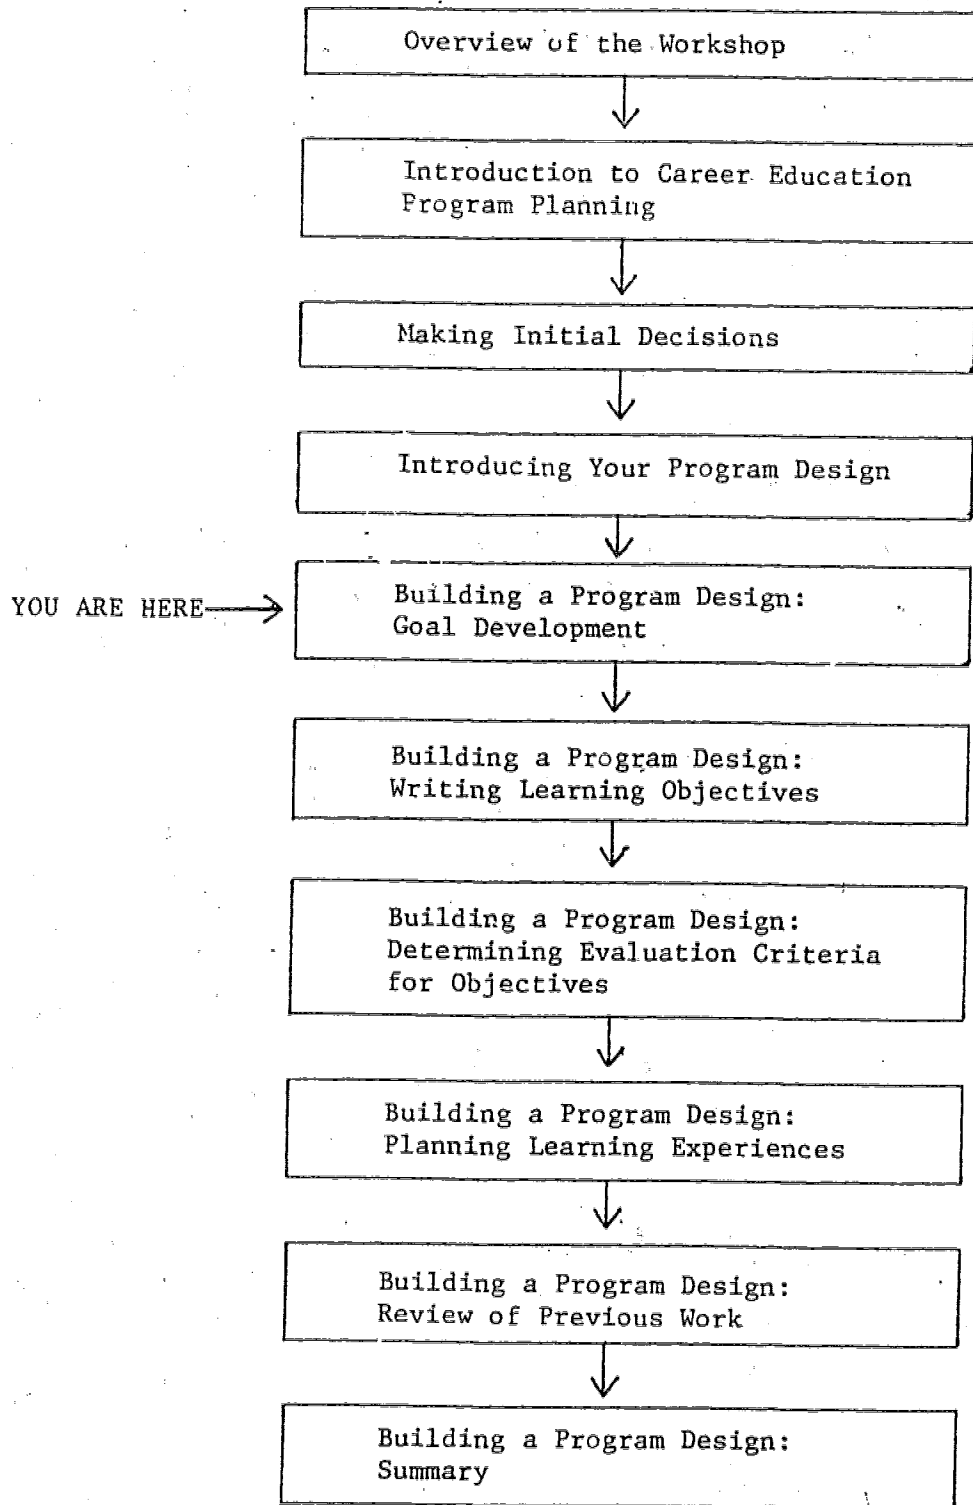 Overview of the Workshop
Introduction to Career Education
Program Planning
Making Initial Decisions
Introducing Your Program Design
YOU ARE HERE
Building a Program Design:
Goal Development
Building a Program Design:
Writing Learning Objectives
Building a Program Design:
Determining Evaluation Criteria
for Objectives
Building a Program Design:
Planning Learning Experiences
Building a Program Design:
Review of Previous Work
Building a Program Design:
Summary